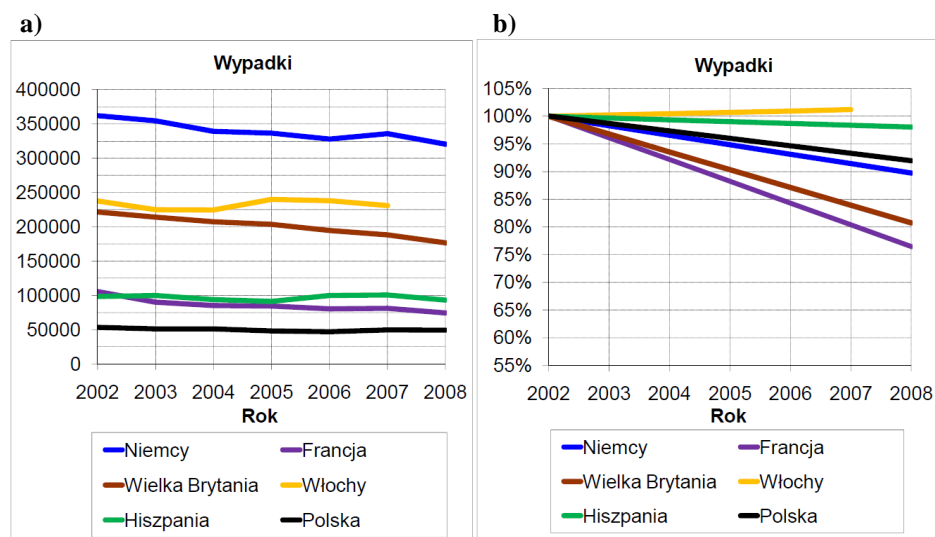 a)
Wypadki
400000
350000
300000
250000
200000
150000
100000
50000
0
2002 2003 2004 2005 2006 2007 2008
Rok
Niemcy Francja
Wielka Brytania Włochy
Hiszpania Polska
b)
Wypadki
105%
100%
95%
90%
85%
80%
75%
70%
65%
60%
55%
2002 2003 2004 2005 2006 2007 2008
Rok
Niemcy Francja
Wielka Brytania Włochy
Hiszpania Polska